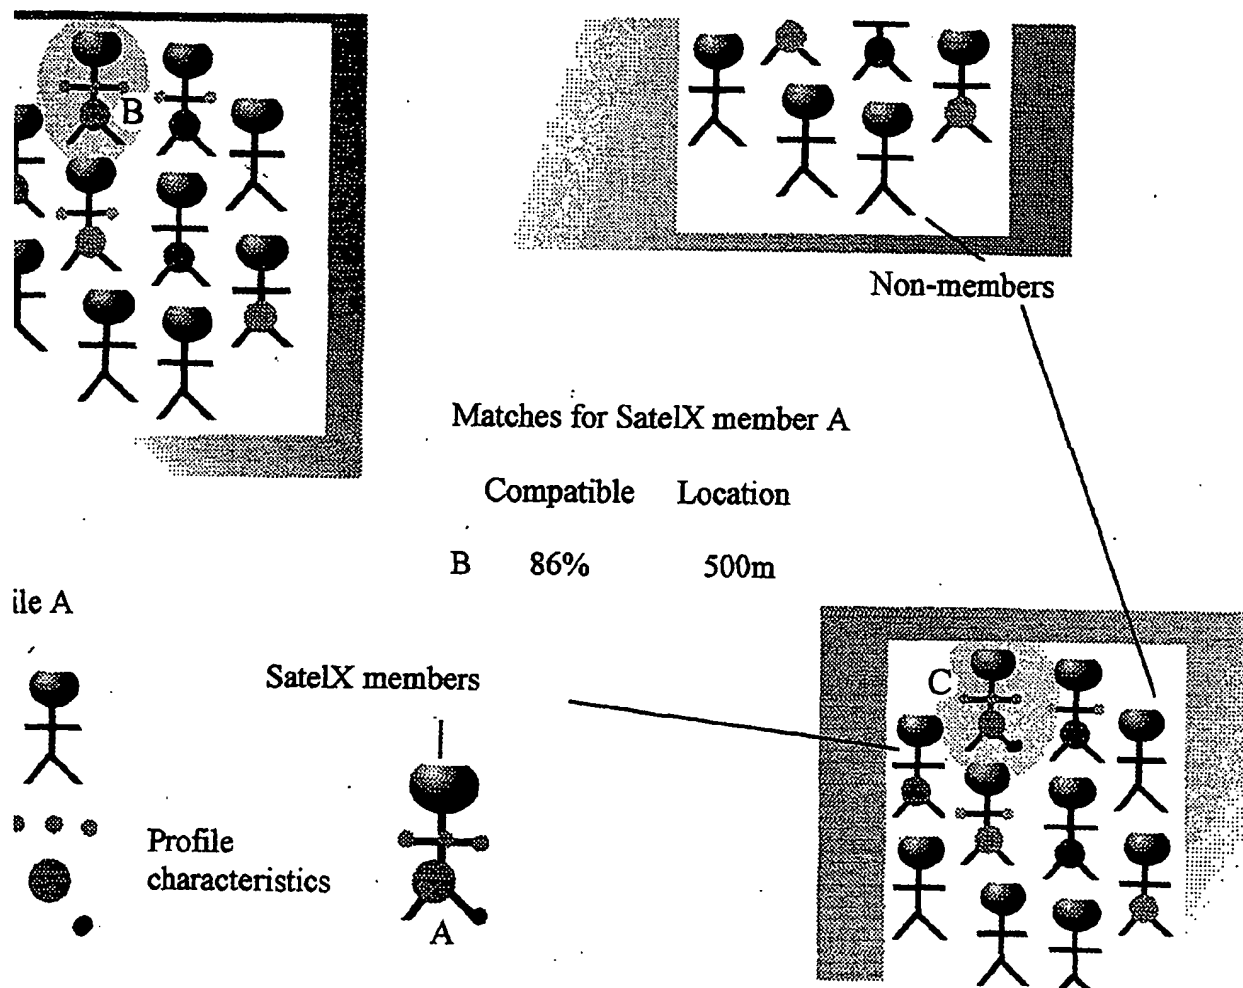 B
Non-members
Matches for SatelX member A
Compatible Location
B 86% 500m
ile A
SatelX members
C
Profile
characteristics
A